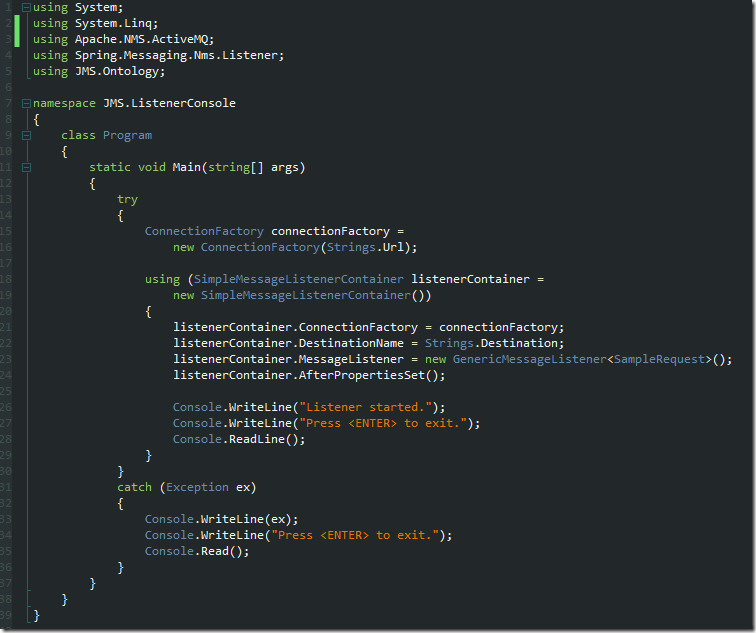 1 using System;
2 using System.Linq;
3 using Apache.NMS.ActiveMQ;
4 using Spring.Messaging.Nms.Listener;
5 using JMS.Ontology;
6
7 namespace JMS.ListenerConsole
8 {
9     class Program
10     {
11         static void Main(string[] args)
12         {
13             try
14             {
15                 ConnectionFactory connectionFactory =
16                     new ConnectionFactory(Strings.Url);
17
18                 using (SimpleMessageListenerContainer listenerContainer =
19                     new SimpleMessageListenerContainer())
20                 {
21                     listenerContainer.ConnectionFactory = connectionFactory;
22                     listenerContainer.DestinationName = Strings.Destination;
23                     listenerContainer.MessageListener = new GenericMessageListener<SampleRequest>();
24                     listenerContainer.AfterPropertiesSet();
25
26                     Console.WriteLine("Listener started.");
27                     Console.WriteLine("Press <ENTER> to exit.");
28                     Console.ReadLine();
29                 }
30             }
31             catch (Exception ex)
32             {
33                 Console.WriteLine(ex);
34                 Console.WriteLine("Press <ENTER> to exit.");
35                 Console.Read();
36             }
37         }
38     }
39 }